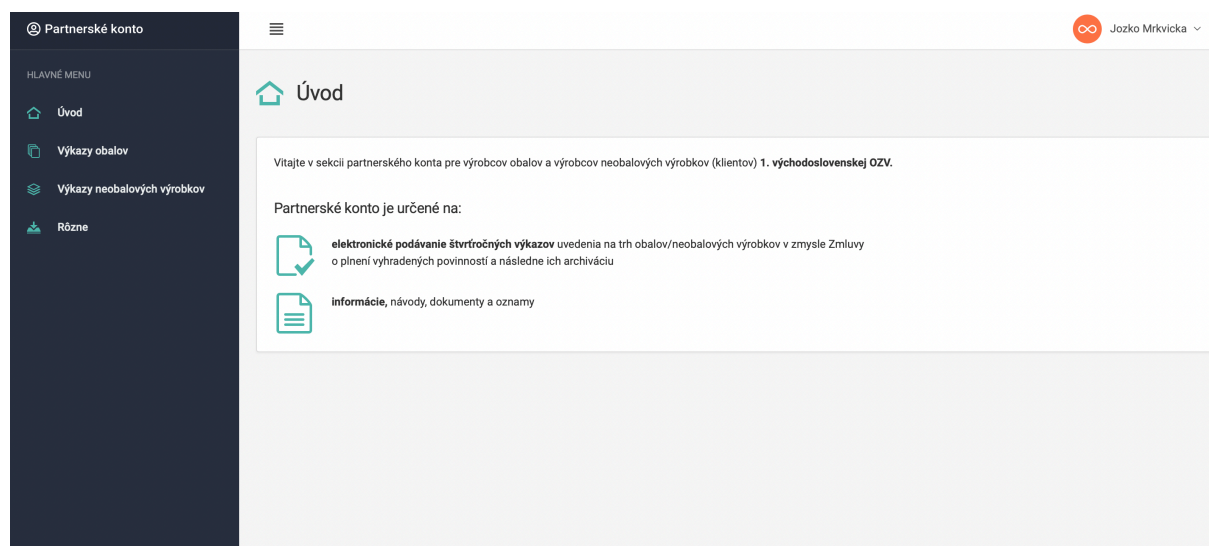 Partnerské konto
Jozko Mrkvicka
HLAVNÉ MENU
Úvod
Výkazy obalov
Výkazy neobalových výrobkov
Rôzne
Úvod
Vitajte v sekcii partnerského konta pre výrobcov obalov a výrobcov neobalových výrobkov (klientov) 1. východoslovenskej OZV.
Partnerské konto je určené na:
elektronické podávanie štvrťročných výkazov uvedenia na trh obalov/neobalových výrobkov v zmysle Zmluvy
o plnení vyhradených povinností a následne ich archiváciu
informácie, návody, dokumenty a oznamy